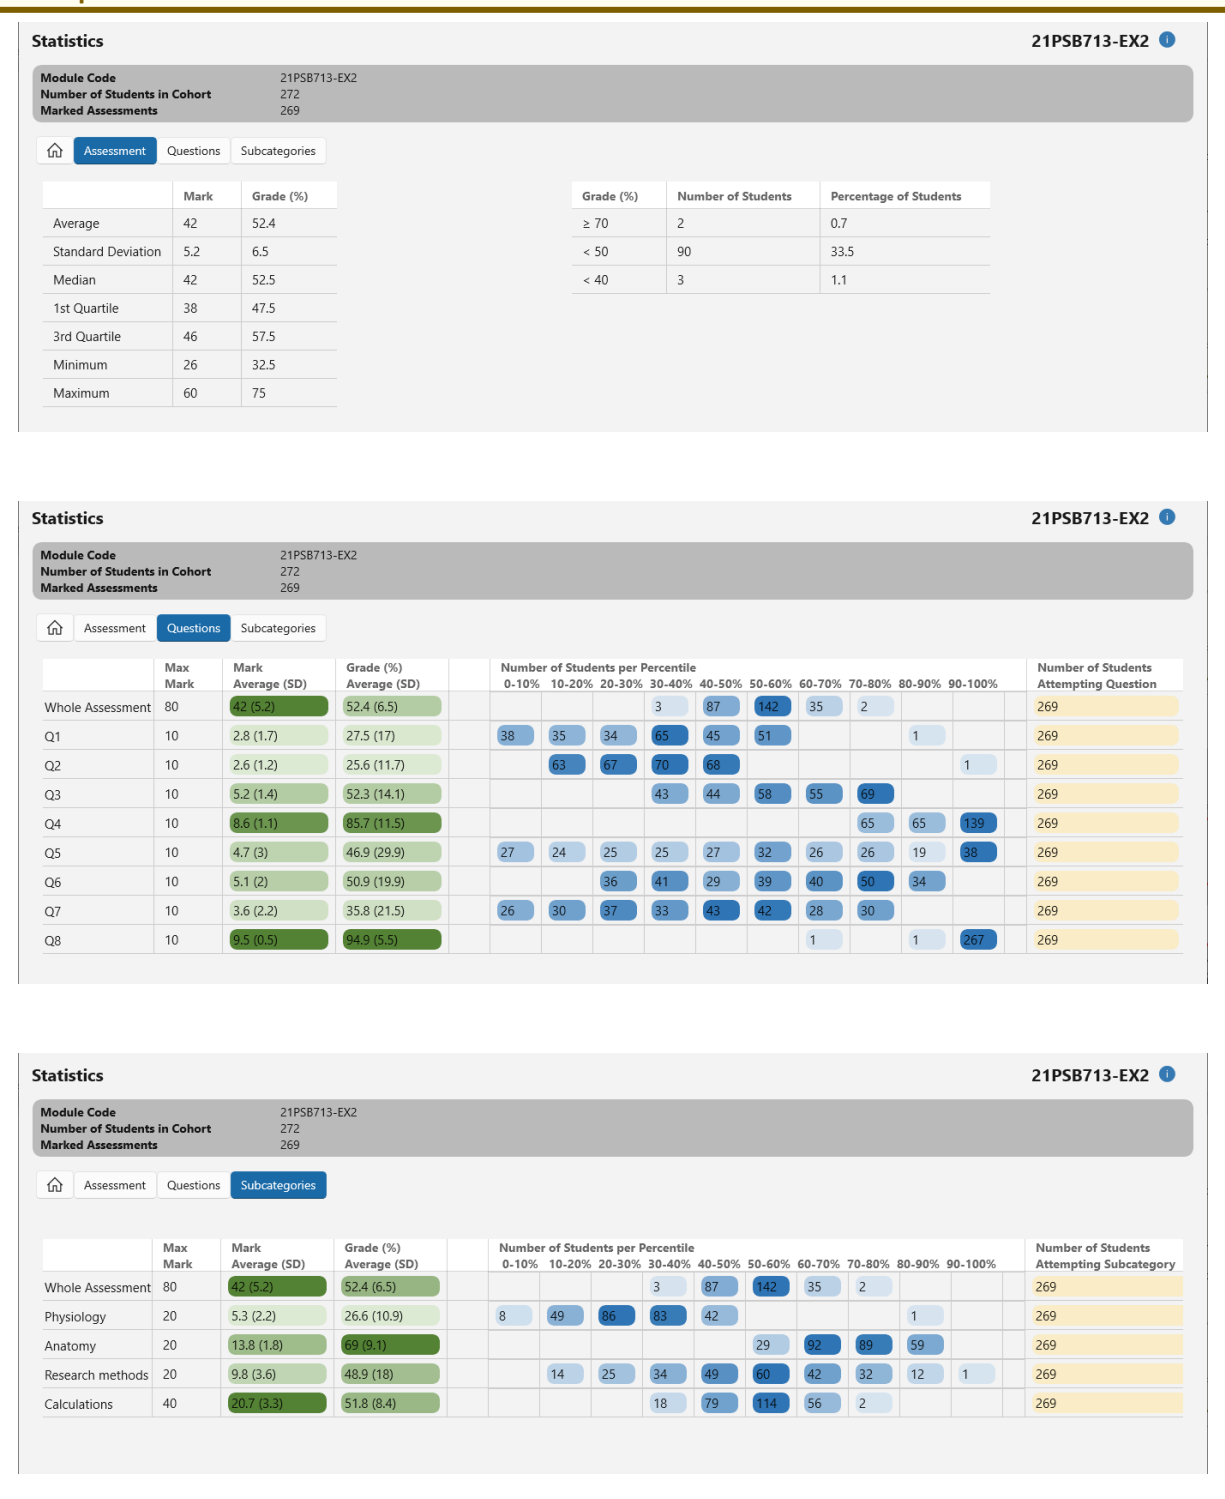 Statistics 21PSB713-EX2
Module Code 21PSB713-EX2
Number of Students in Cohort 272
Marked Assessments 269
Assessment Questions Subcategories
Mark Grade (%)
Average 42 52.4
Standard Deviation 5.2 6.5
Median 42 52.5
1st Quartile 38 47.5
3rd Quartile 46 57.5
Minimum 26 32.5
Maximum 60 75
Grade (%) Number of Students Percentage of Students
≥ 70 2 0.7
< 50 90 33.5
< 40 3 1.1
Statistics 21PSB713-EX2
Module Code 21PSB713-EX2
Number of Students in Cohort 272
Marked Assessments 269
Assessment Questions Subcategories
Max Mark Grade (%) Number of Students per Percentile Number of Students
Mark Average (SD) Average (SD) 0-10% 10-20% 20-30% 30-40% 40-50% 50-60% 60-70% 70-80% 80-90% 90-100% Attempting Question
Whole Assessment 80 42 (5.2) 52.4 (6.5) 3 87 142 35 2 269
Q1 10 2.8 (1.7) 27.5 (17) 38 35 34 65 45 51 1 269
Q2 10 2.6 (1.2) 25.6 (11.7) 63 67 70 68 1 269
Q3 10 5.2 (1.4) 52.3 (14.1) 43 44 58 55 69 269
Q4 10 8.6 (1.1) 85.7 (11.5) 65 65 139 269
Q5 10 4.7 (3) 46.9 (29.9) 27 24 25 25 27 32 26 26 19 38 269
Q6 10 5.1 (2) 50.9 (19.9) 36 41 29 39 40 50 34 269
Q7 10 3.6 (2.2) 35.8 (21.5) 26 30 37 33 43 42 28 30 269
Q8 10 9.5 (0.5) 94.9 (5.5) 1 1 267 269
Statistics 21PSB713-EX2
Module Code 21PSB713-EX2
Number of Students in Cohort 272
Marked Assessments 269
Assessment Questions Subcategories
Max Mark Grade (%) Number of Students per Percentile Number of Students
Mark Average (SD) Average (SD) 0-10% 10-20% 20-30% 30-40% 40-50% 50-60% 60-70% 70-80% 80-90% 90-100% Attempting Subcategory
Whole Assessment 80 42 (5.2) 52.4 (6.5) 3 87 142 35 2 269
Physiology 20 5.3 (2.2) 26.6 (10.9) 8 49 86 83 42 1 269
Anatomy 20 13.8 (1.8) 69 (9.1) 29 92 89 59 269
Research methods 20 9.8 (3.6) 48.9 (18) 14 25 34 49 60 42 32 12 1 269
Calculations 40 20.7 (3.3) 51.8 (8.4) 18 79 114 56 2 269